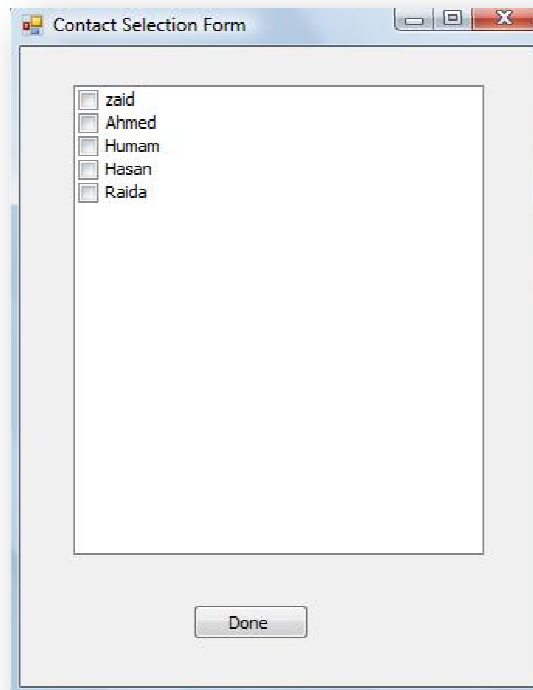 Contact Selection Form
zaid
Ahmed
Humam
Hasan
Raida
Done